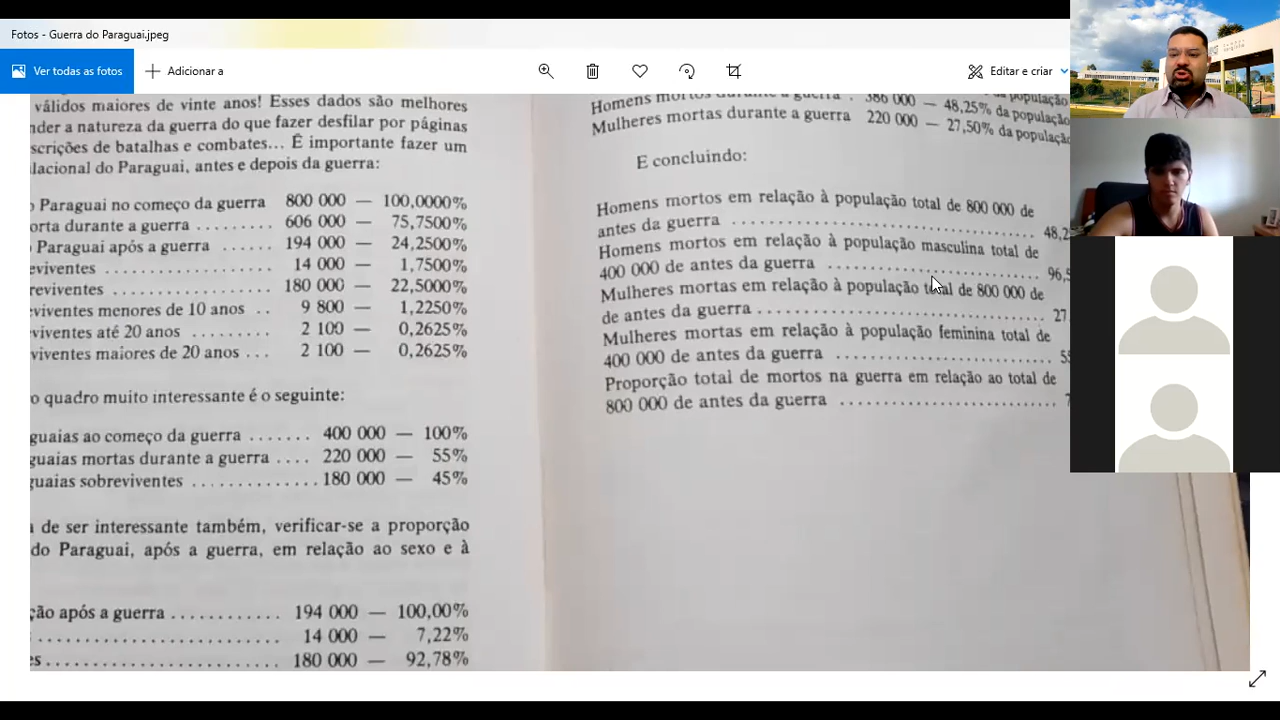 Fotos - Guerra do Paraguai.jpeg
Ver todas as fotos
Adicionar a
Editar e criar
válidos maiores de vinte anos! Esses dados são melhores
nder a natureza da guerra do que fazer desfilar por páginas
scrições de batalhas e combates... É importante fazer um
lacional do Paraguai, antes e depois da guerra:
o Paraguai no começo da guerra 800 000 — 100,0000%
orta durante a guerra ........ 606 000 — 75,7500%
o Paraguai após a guerra ...... 194 000 — 24,2500%
eviventes .................... 14 000 — 1,7500%
reviventes .................... 180 000 — 22,5000%
eviventes menores de 10 anos .. 9 800 — 1,2250%
viventes até 20 anos ......... 2 100 — 0,2625%
viventes maiores de 20 anos ... 2 100 — 0,2625%
o quadro muito interessante é o seguinte:
guaias ao começo da guerra ....... 400 000 — 100%
guaias mortas durante a guerra .... 220 000 — 55%
guaias sobreviventes ............. 180 000 — 45%
de ser interessante também, verificar-se a proporção
do Paraguai, após a guerra, em relação ao sexo e à
ção após a guerra ............ 194 000 — 100,00%
........................... 14 000 — 7,22%
es .......................... 180 000 — 92,78%
Homens mortos durante a guerra . 386 000 — 48,25% da população
Mulheres mortas durante a guerra 220 000 — 27,50% da população
E concluindo:
Homens mortos em relação à população total de 800 000 de
antes da guerra .............................. 48,2
Homens mortos em relação à população masculina total de
400 000 de antes da guerra ..................... 96,5
Mulheres mortas em relação à população total de 800 000 de
de antes da guerra ............................. 27
Mulheres mortas em relação à população feminina total de
400 000 de antes da guerra ...................... 55
Proporção total de mortos na guerra em relação ao total de
800 000 de antes da guerra ...................... 7